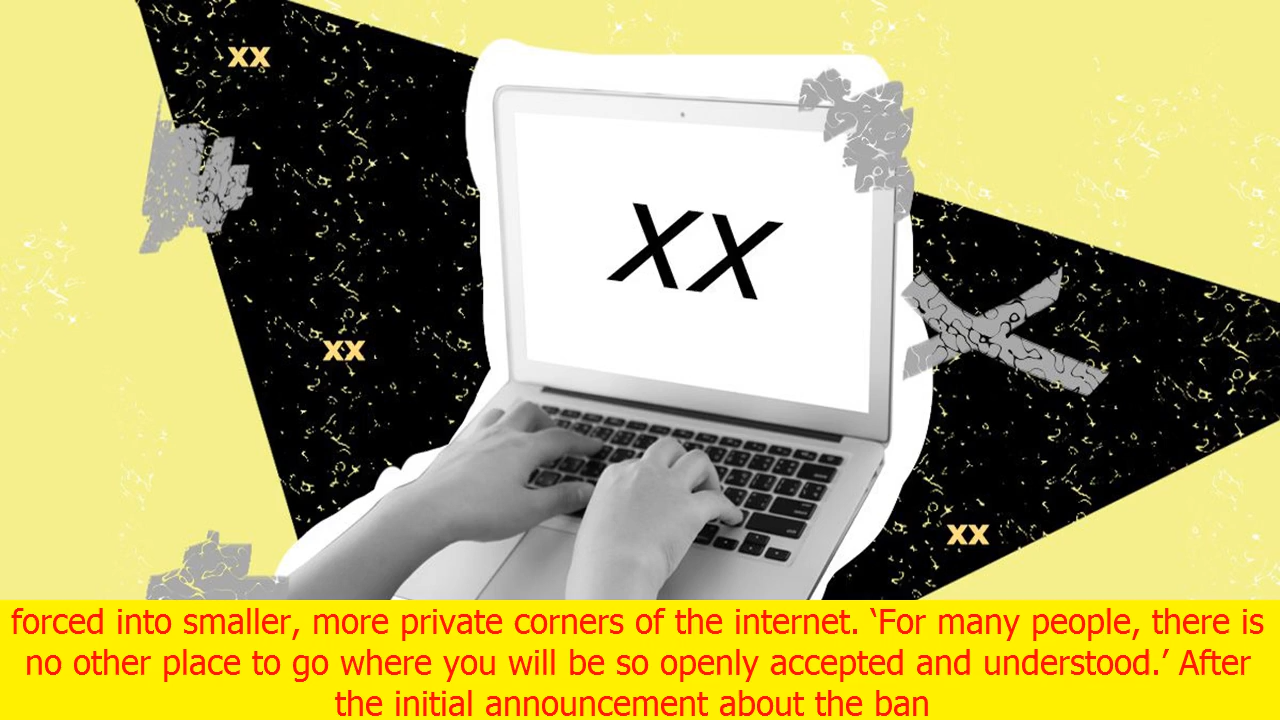 xx
XX
xx
xx
forced into smaller, more private corners of the internet. ‘For many people, there is
no other place to go where you will be so openly accepted and understood.’ After
the initial announcement about the ban